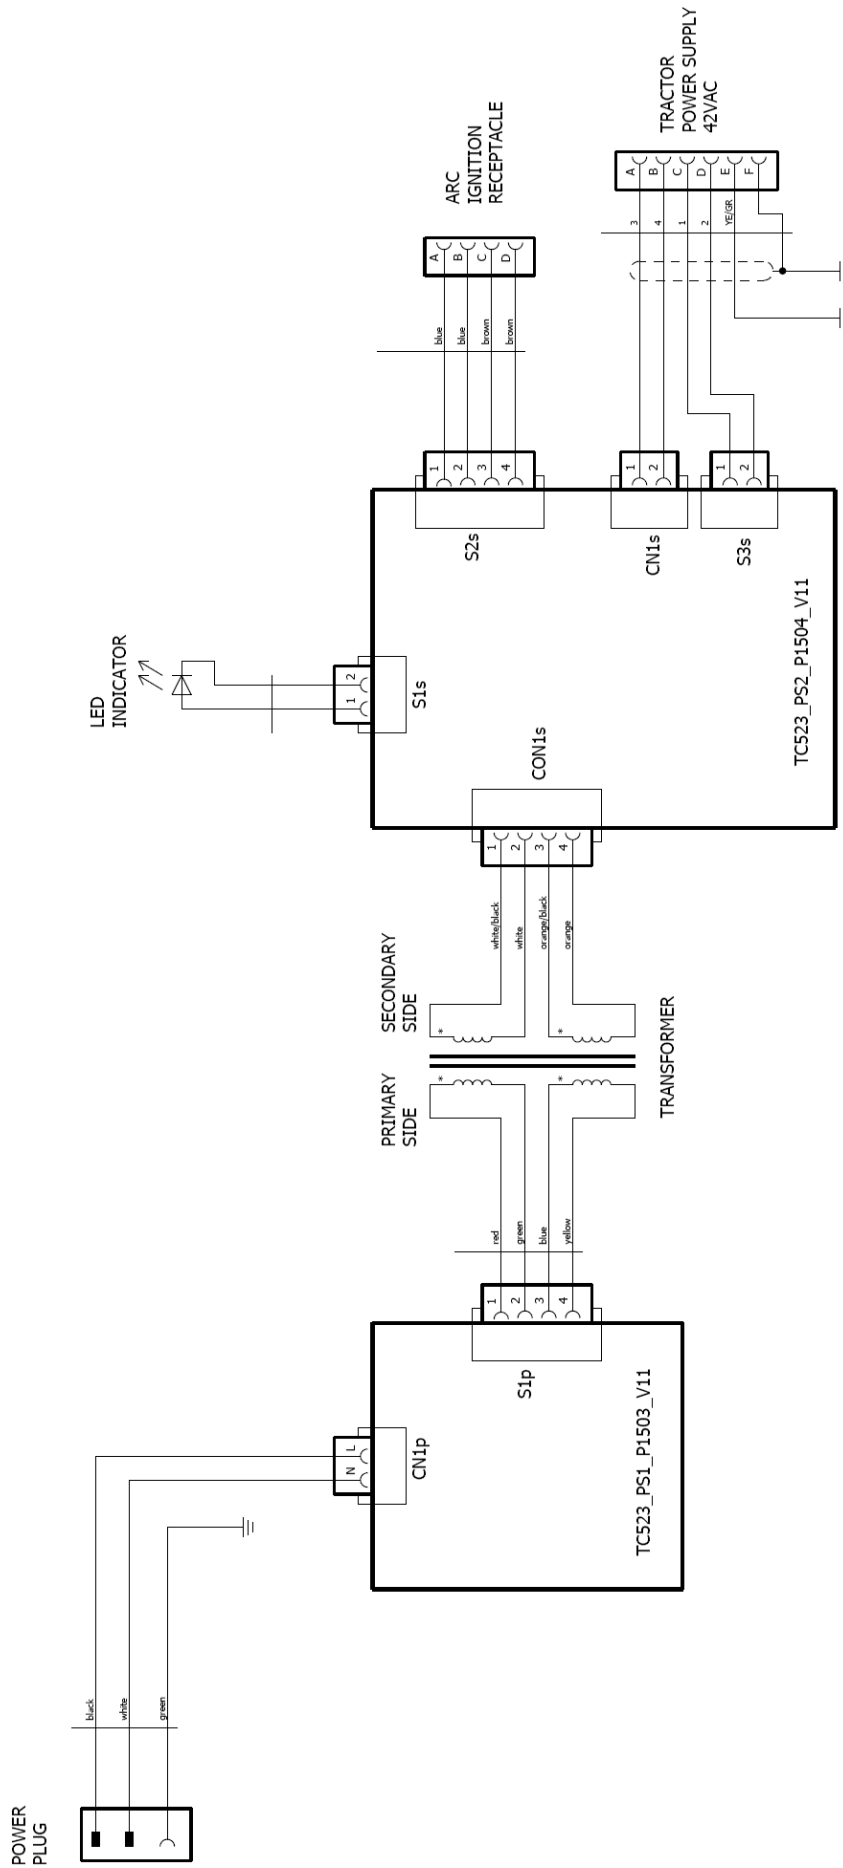 POWER
PLUG
black
white
green
N
L
CN1p
TC523_PS1_P1503_V11
S1p
1
2
3
4
red
green
blue
yellow
PRIMARY
SIDE
*
*
TRANSFORMER
SECONDARY
SIDE
*
*
white/black
white
orange/black
orange
1
2
3
4
CON1s
LED
INDICATOR
1
2
S1s
TC523_PS2_P1504_V11
S2s
1
2
3
4
blue
blue
brown
brown
A
B
C
D
ARC
IGNITION
RECEPTACLE
CN1s
1
2
S3s
1
2
3
4
1
2
YE/GR
A
B
C
D
E
F
TRACTOR
POWER SUPPLY
42VAC